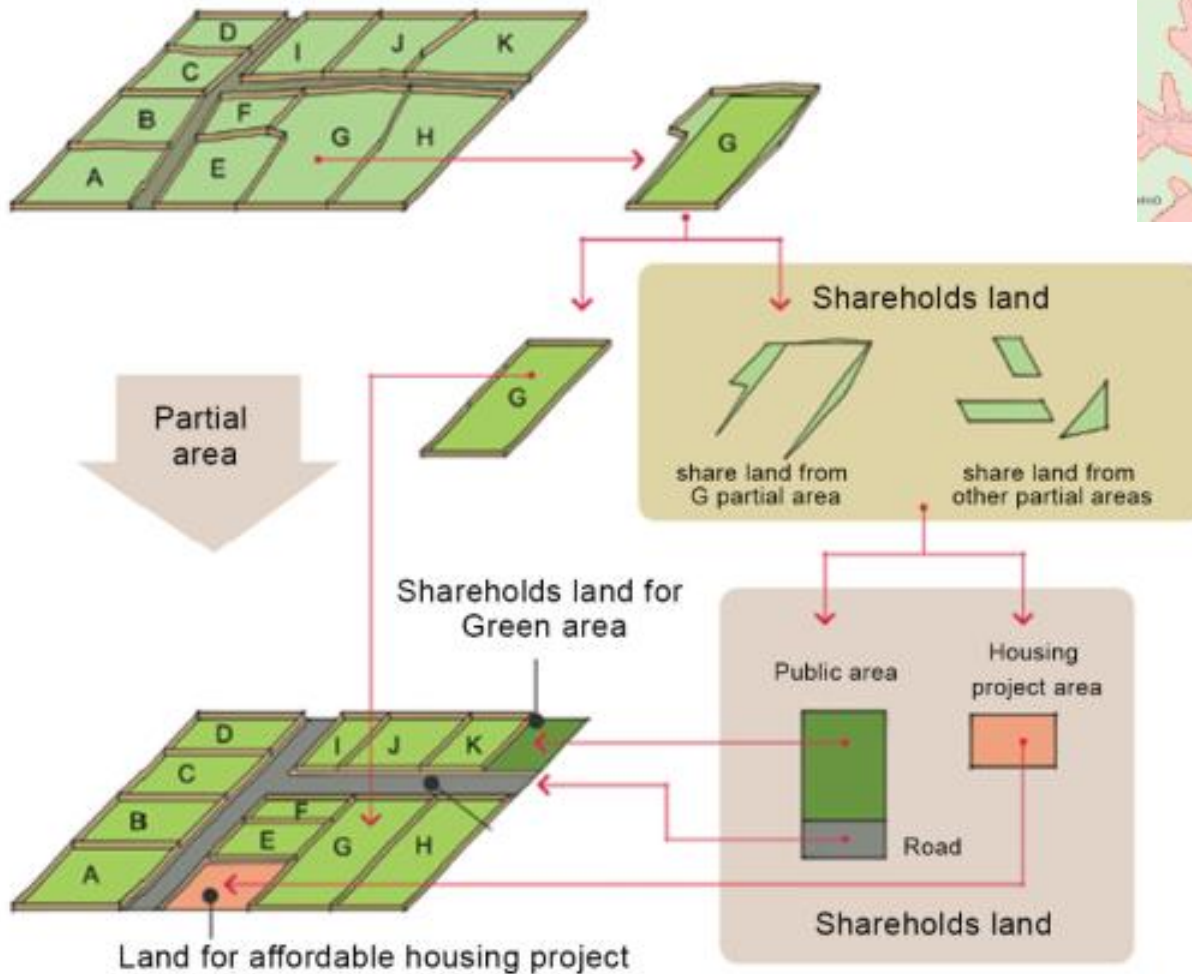 D
I
J
K
C
B
F
G
H
A
E
G
Shareholds land
G
Partial
area
share land from
G partial area
share land from
other partial areas
Shareholds land for
Green area
Public area
Housing
project area
D
I
J
K
C
B
F
E
G
H
A
Road
Shareholds land
Land for affordable housing project